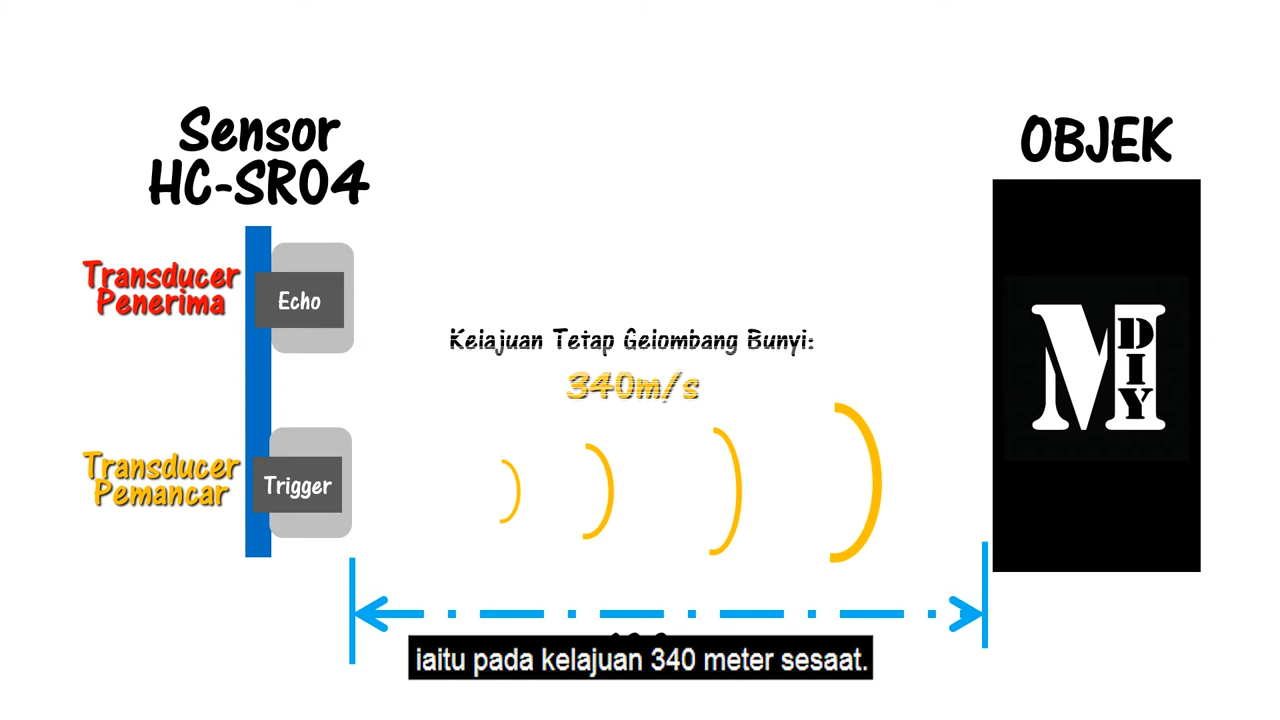 Sensor
HC-SR04
OBJEK
Transducer
Penerima
Echo
Kelajuan Tetap Gelombang Bunyi:
340m/s
M DIY
Transducer
Pemancar
Trigger
iaitu pada kelajuan 340 meter sesaat.